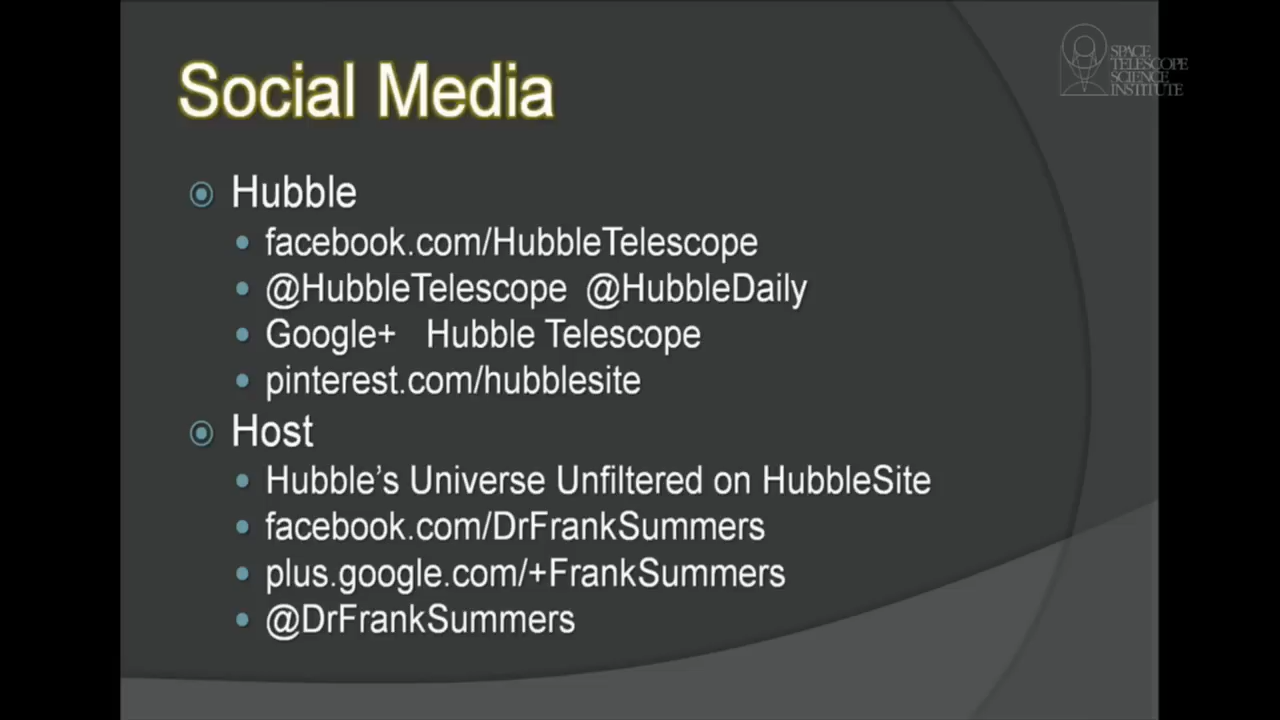 Social Media
SPACE
TELESCOPE
SCIENCE
INSTITUTE
Hubble
facebook.com/HubbleTelescope
@HubbleTelescope @HubbleDaily
Google+ Hubble Telescope
pinterest.com/hubblesite
Host
Hubble’s Universe Unfiltered on HubbleSite
facebook.com/DrFrankSummers
plus.google.com/+FrankSummers
@DrFrankSummers